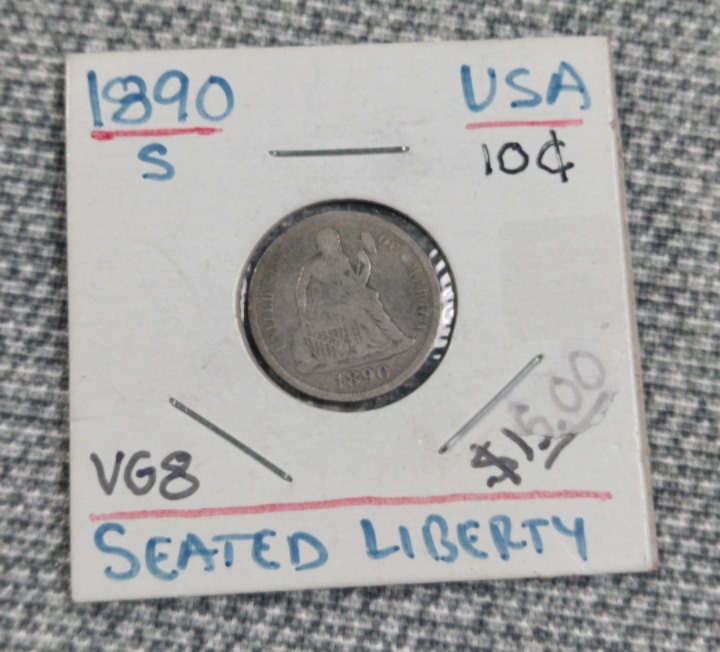 1890 USA
S 10¢
1890
VG8 $15.00
SEATED LIBERTY